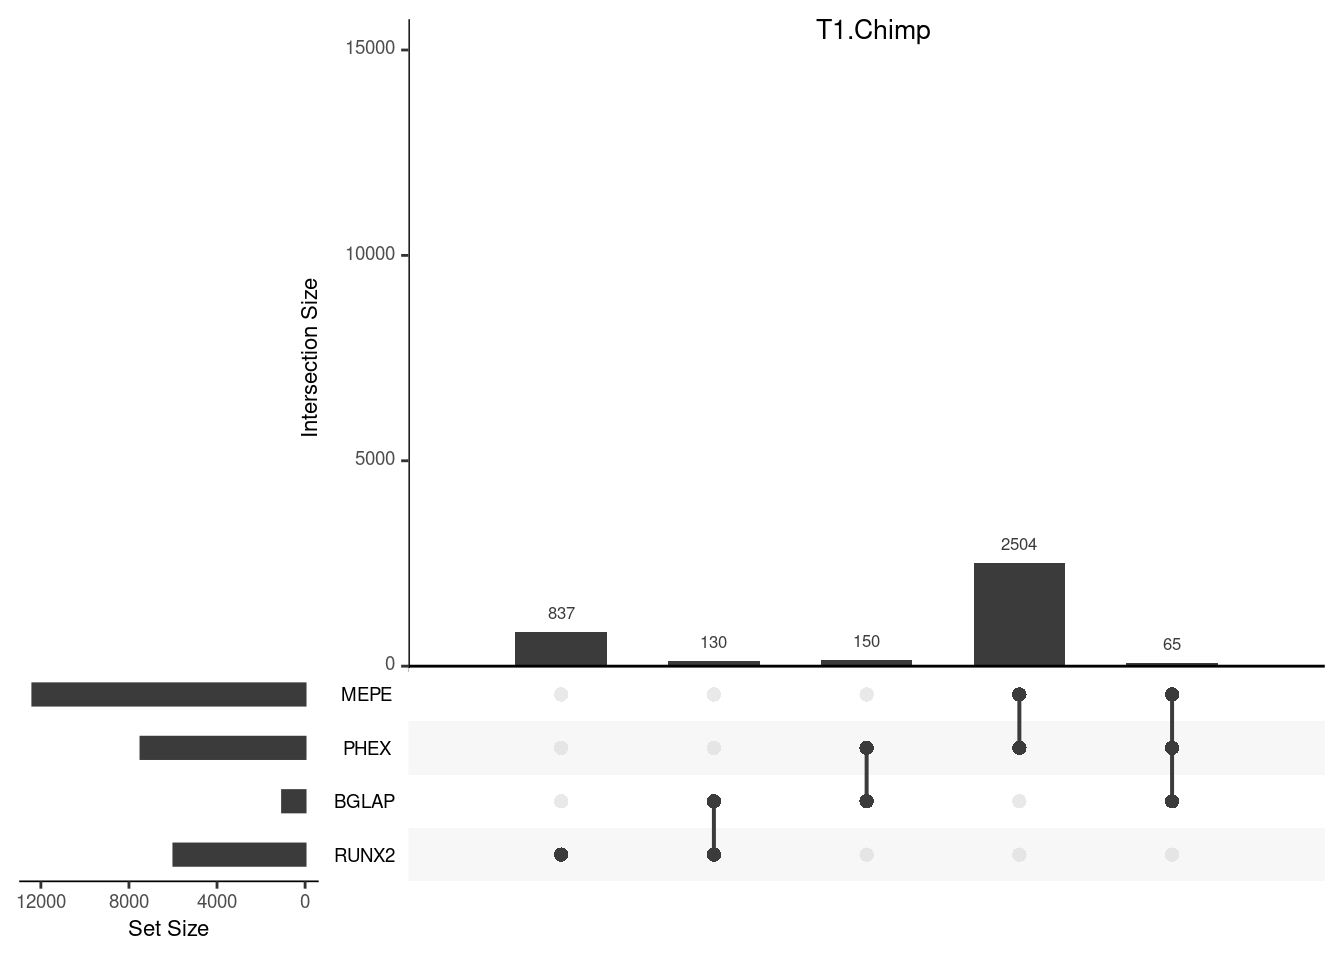 T1.Chimp
15000
10000
5000
0
Intersection Size
837
130
150
2504
65
MEPE
PHEX
BGLAP
RUNX2
12000 8000 4000 0
Set Size